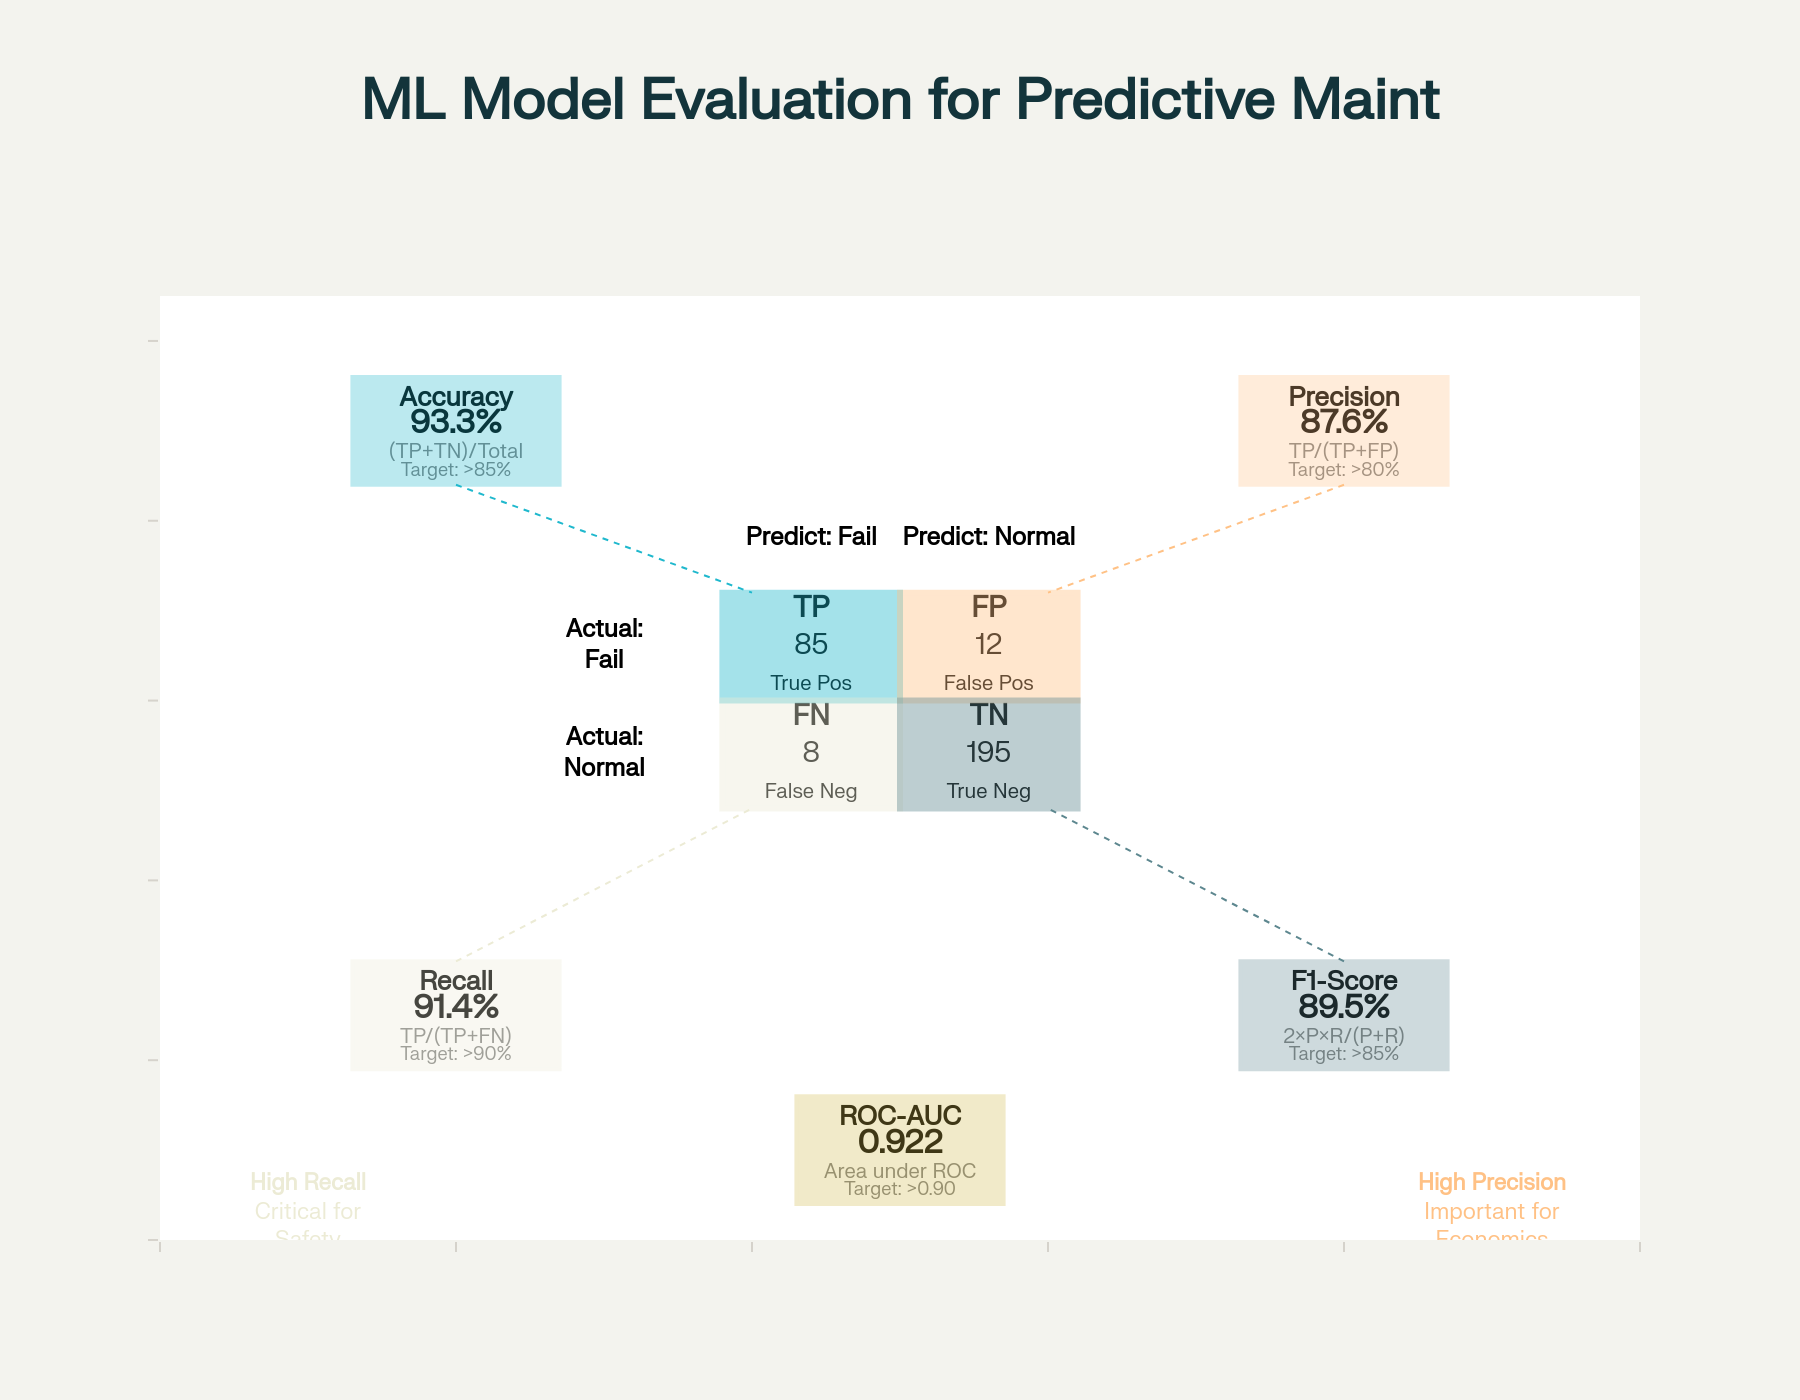 ML Model Evaluation for Predictive Maint
Accuracy
93.3%
(TP+TN)/Total
Target: >85%
Precision
87.6%
TP/(TP+FP)
Target: >80%
Predict: Fail
Predict: Normal
Actual:
Fail
TP
85
True Pos
FP
12
False Pos
Actual:
Normal
FN
8
False Neg
TN
195
True Neg
Recall
91.4%
TP/(TP+FN)
Target: >90%
F1-Score
89.5%
2×P×R/(P+R)
Target: >85%
ROC-AUC
0.922
Area under ROC
Target: >0.90
High Recall
Critical for
Safety
High Precision
Important for
Economics